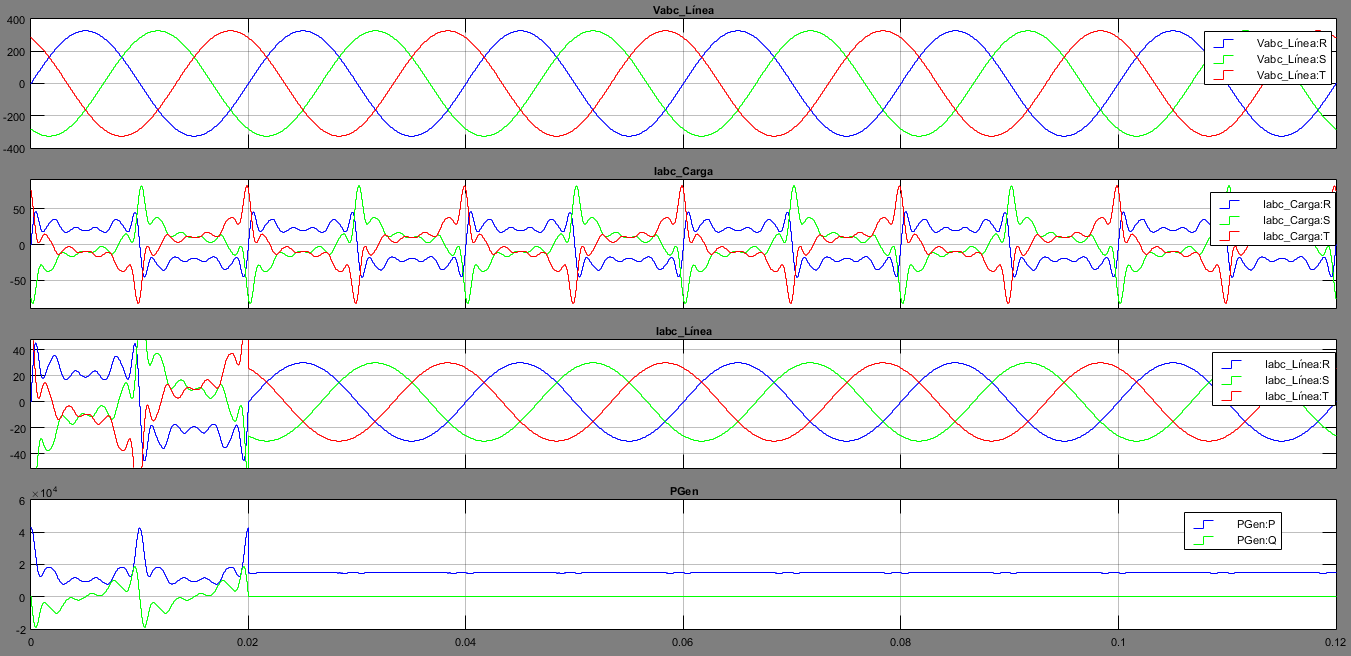 Vabc_Línea
400
200
0
-200
-400
Vabc_Línea:R
Vabc_Línea:S
Vabc_Línea:T
Iabc_Carga
50
0
-50
Iabc_Carga:R
Iabc_Carga:S
Iabc_Carga:T
Iabc_Línea
40
20
0
-20
-40
Iabc_Línea:R
Iabc_Línea:S
Iabc_Línea:T
PGen
×10^4
6
4
2
0
-2
PGen:P
PGen:Q
0 0.02 0.04 0.06 0.08 0.1 0.12